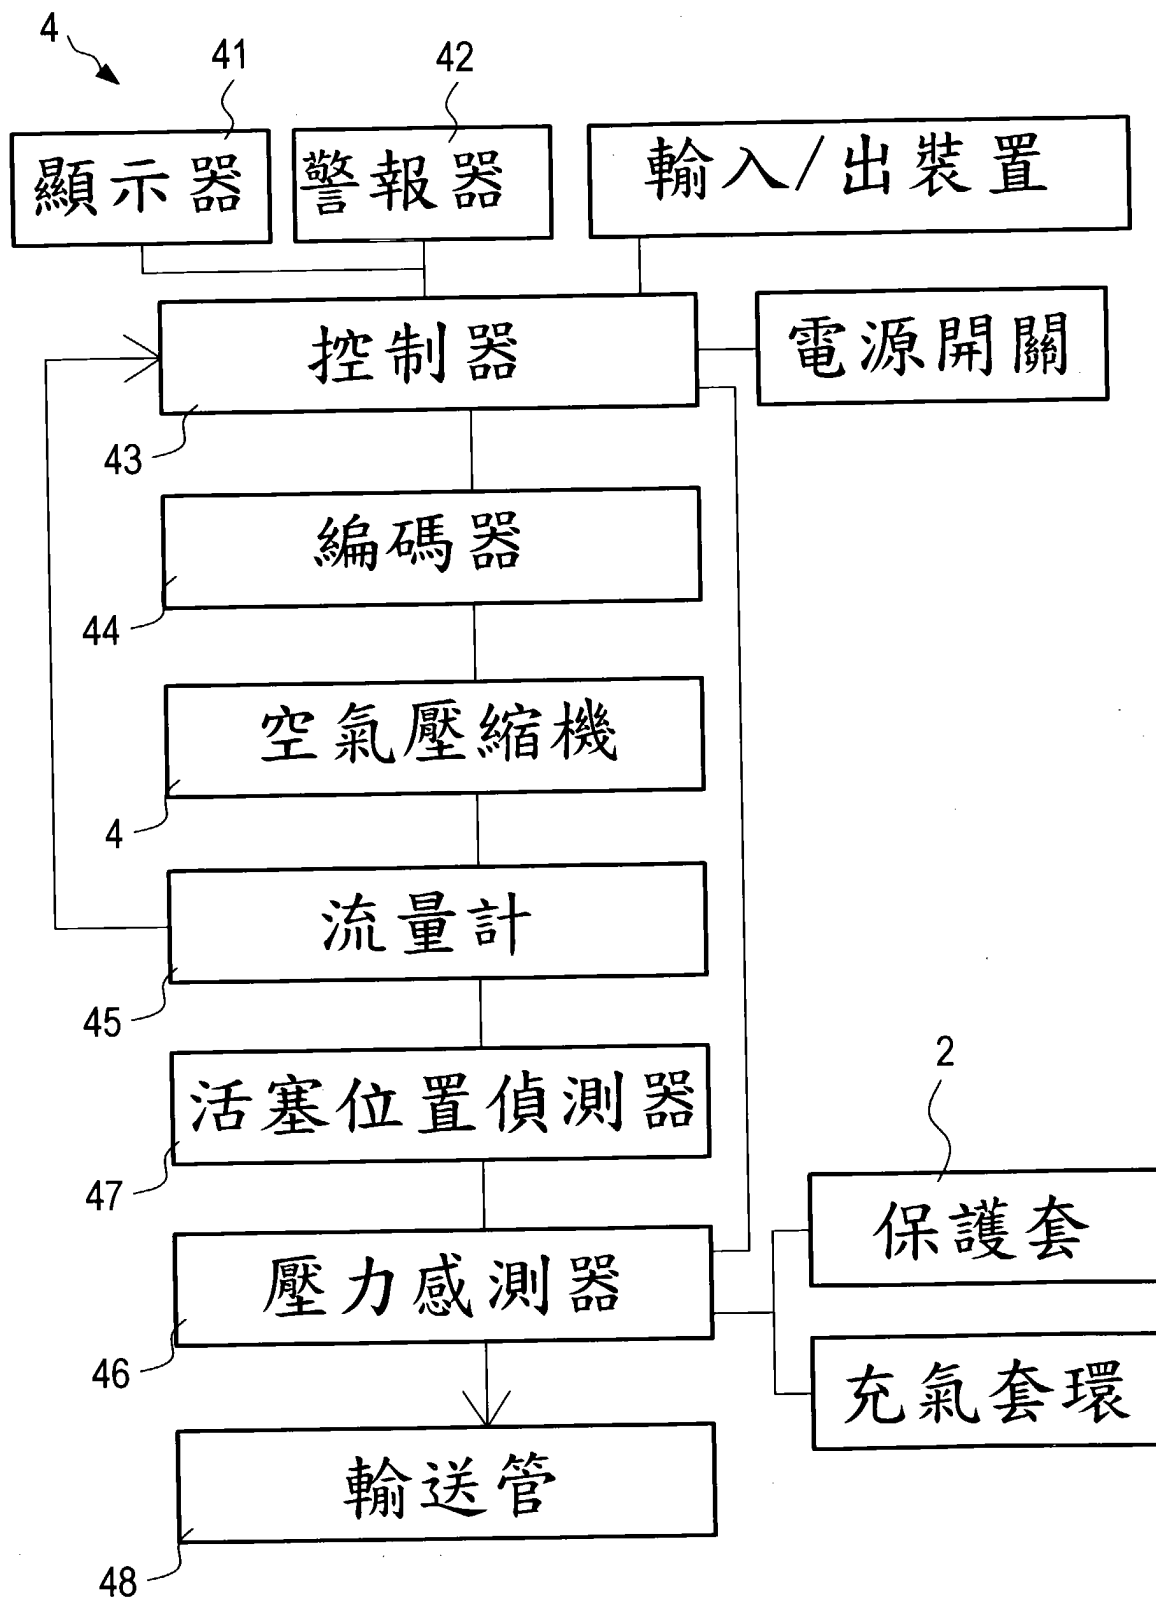 4
41
42
顯示器
警報器
輸入/出裝置
控制器
電源開關
43
編碼器
44
空氣壓縮機
4
流量計
45
活塞位置偵測器
47
2
保護套
壓力感測器
46
充氣套環
輸送管
48